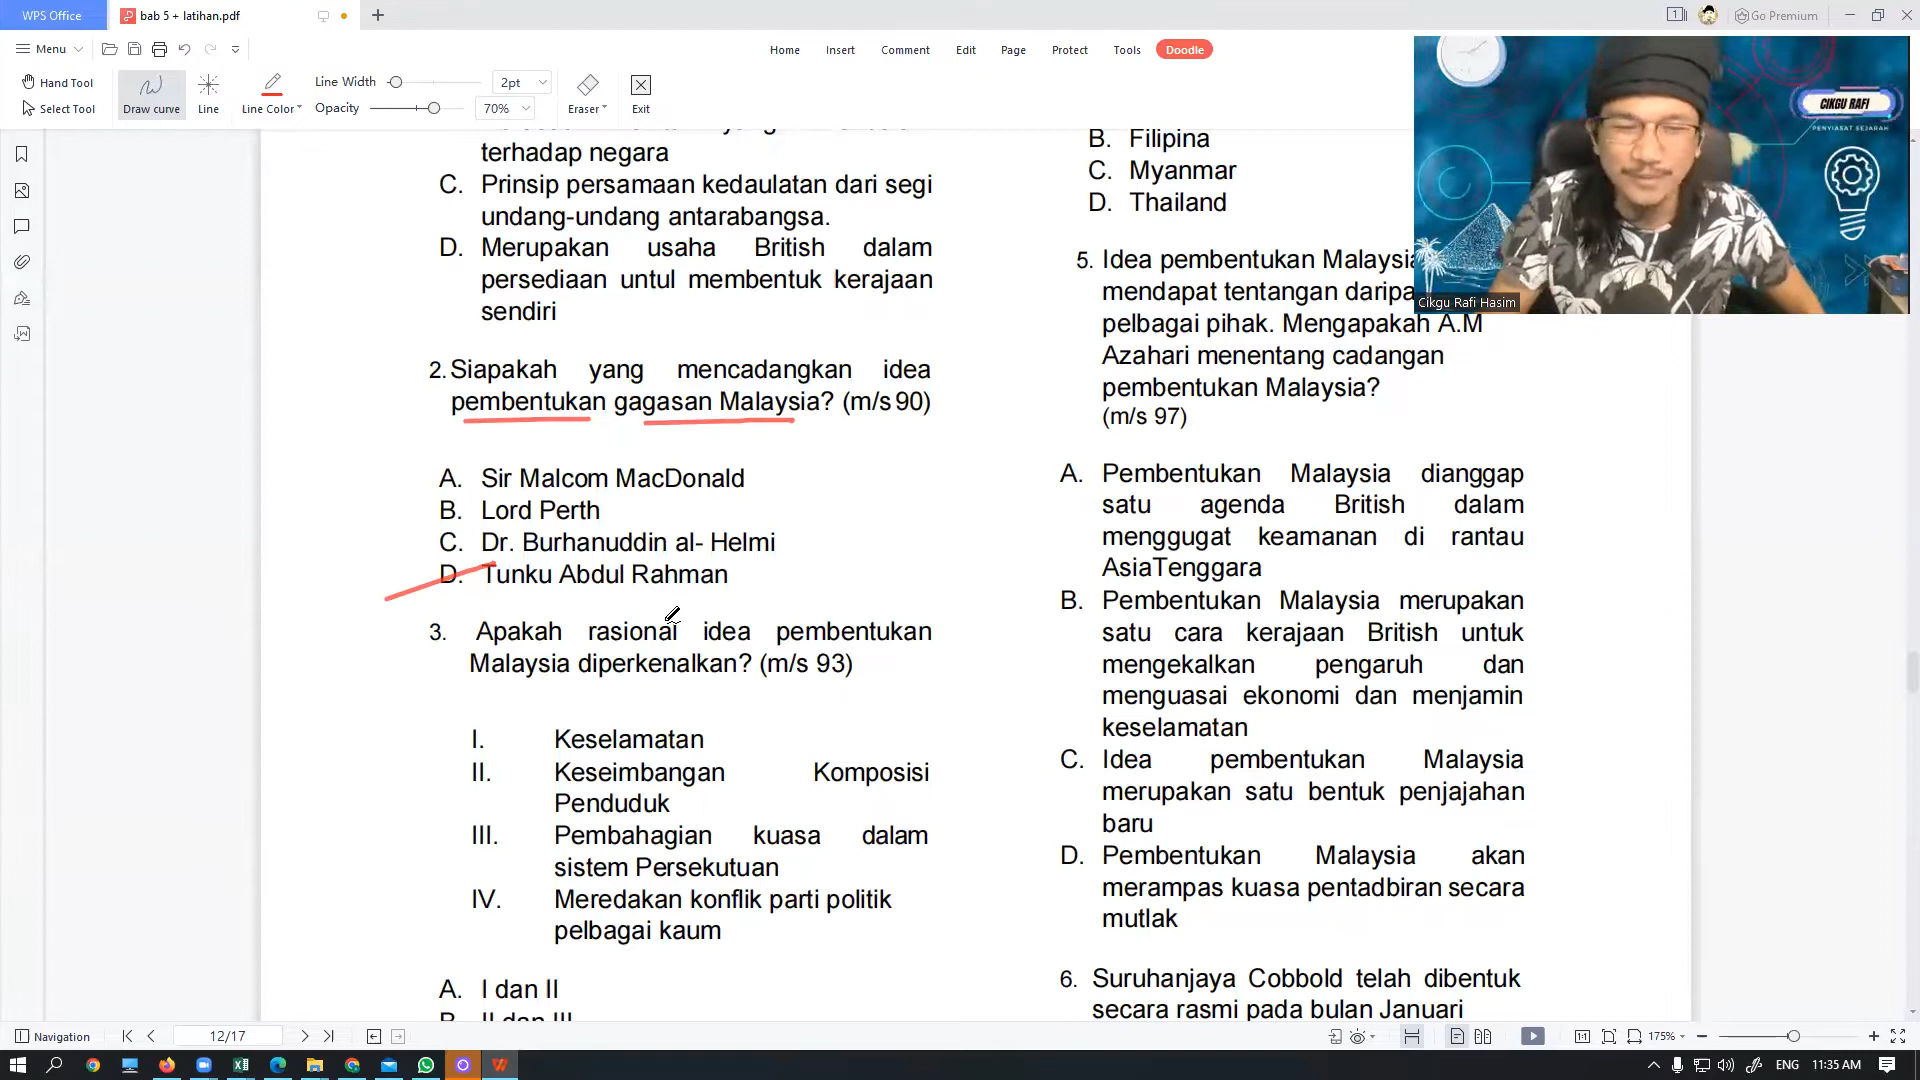 WPS Office
bab 5 + latihan.pdf
Go Premium
Menu
Home
Insert
Comment
Edit
Page
Protect
Tools
Doodle
Hand Tool
Select Tool
Draw curve
Line
Line Color
Line Width
2pt
Opacity
70%
Eraser
Exit
terhadap negara
C. Prinsip persamaan kedaulatan dari segi
undang-undang antarabangsa.
D. Merupakan usaha British dalam
persediaan untul membentuk kerajaan
sendiri
2. Siapakah yang mencadangkan idea
pembentukan gagasan Malaysia? (m/s 90)
A. Sir Malcom MacDonald
B. Lord Perth
C. Dr. Burhanuddin al- Helmi
D. Tunku Abdul Rahman
3. Apakah rasional idea pembentukan
Malaysia diperkenalkan? (m/s 93)
I. Keselamatan
II. Keseimbangan Komposisi
Penduduk
III. Pembahagian kuasa dalam
sistem Persekutuan
IV. Meredakan konflik parti politik
pelbagai kaum
A. I dan II
B. II dan III
B. Filipina
C. Myanmar
D. Thailand
5. Idea pembentukan Malaysia
mendapat tentangan
pelbagai pihak. Mengapakah A.M
Azahari menentang cadangan
pembentukan Malaysia?
(m/s 97)
A. Pembentukan Malaysia dianggap
satu agenda British dalam
menggugat keamanan di rantau
AsiaTenggara
B. Pembentukan Malaysia merupakan
satu cara kerajaan British untuk
mengekalkan pengaruh dan
menguasai ekonomi dan menjamin
keselamatan
C. Idea pembentukan Malaysia
merupakan satu bentuk penjajahan
baru
D. Pembentukan Malaysia akan
merampas kuasa pentadbiran secara
mutlak
6. Suruhanjaya Cobbold telah dibentuk
secara rasmi pada bulan Januari
CIKGU RAFI
PENYIASAT SEJARAH
Cikgu Rafi Hasim
Navigation
12/17
175%
ENG
11:35 AM